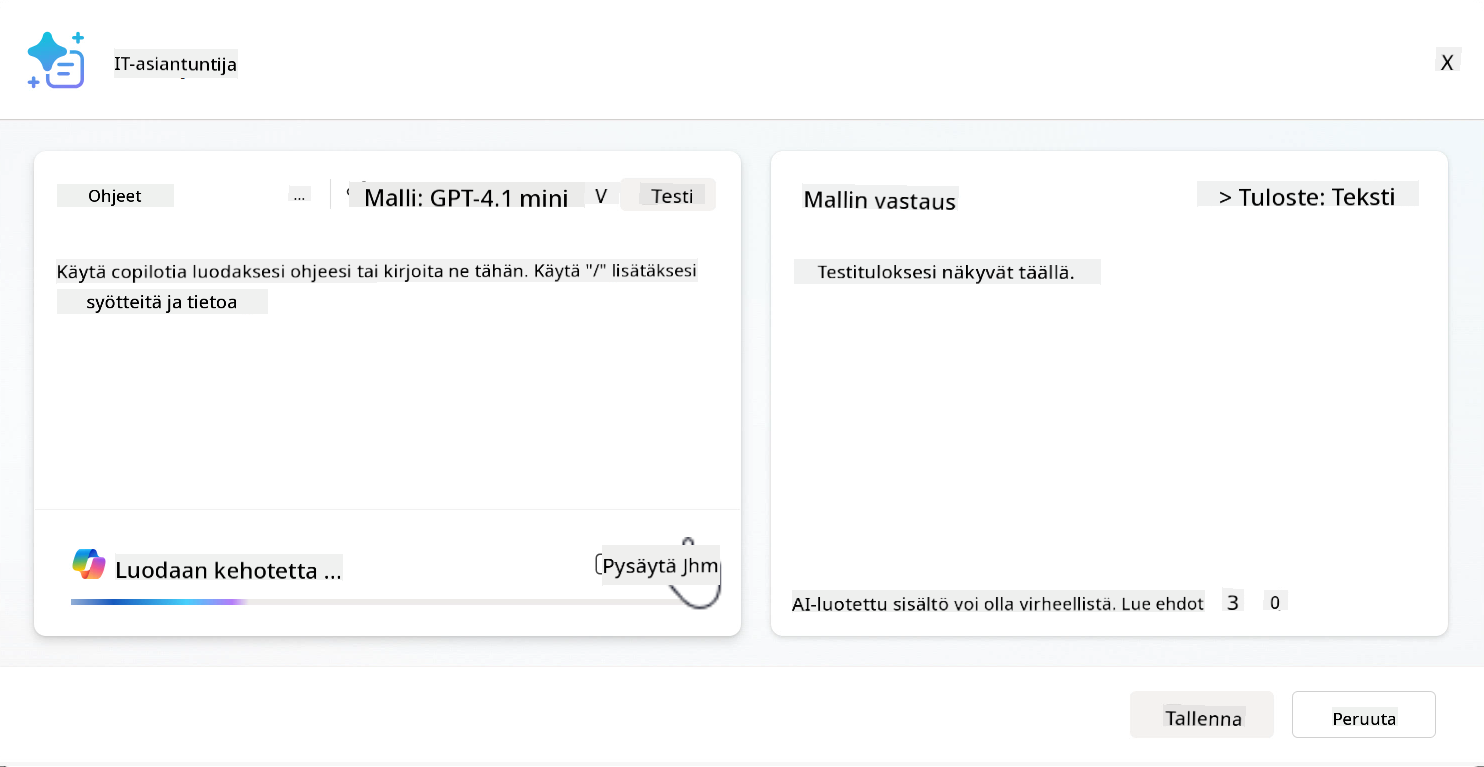 IT-asiantuntija
X
Ohjeet
...
Malli: GPT-4.1 mini
V
Testi
Käytä copilotia luodaksesi ohjeesi tai kirjoita ne tähän. Käytä "/" lisätäksesi
syötteitä ja tietoa
Luodaan kehotetta ...
Pysäytä Jhm
Mallin vastaus
> Tuloste: Teksti
Testituloksesi näkyvät täällä.
AI-luotettu sisältö voi olla virheellistä. Lue ehdot
3
0
Tallenna
Peruuta